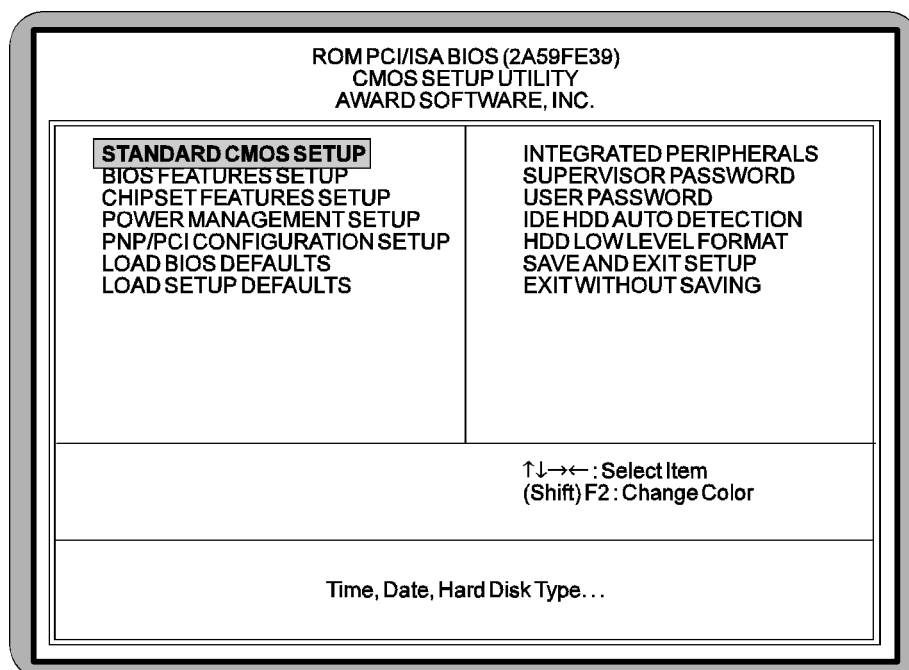 ROM PCI/ISA BIOS (2A59FE39)
CMOS SETUP UTILITY
AWARD SOFTWARE, INC.
STANDARD CMOS SETUP
BIOS FEATURES SETUP
CHIPSET FEATURES SETUP
POWER MANAGEMENT SETUP
PNP/PCI CONFIGURATION SETUP
LOAD BIOS DEFAULTS
LOAD SETUP DEFAULTS
INTEGRATED PERIPHERALS
SUPERVISOR PASSWORD
USER PASSWORD
IDE HDD AUTO DETECTION
HDD LOW LEVEL FORMAT
SAVE AND EXIT SETUP
EXIT WITHOUT SAVING
↑↓→← : Select Item
(Shift) F2 : Change Color
Time, Date, Hard Disk Type...